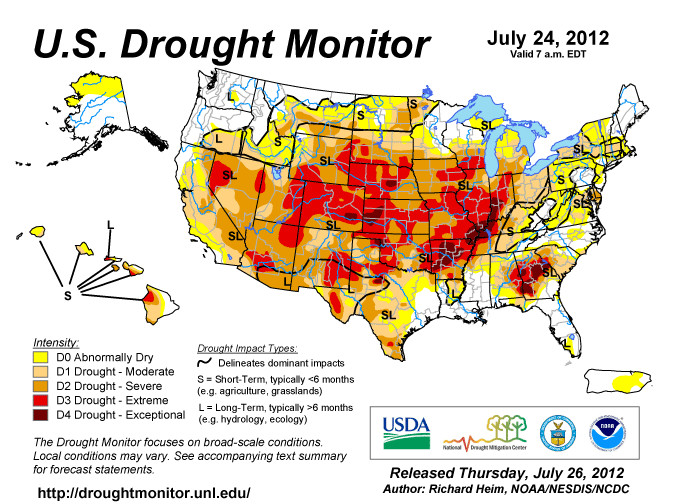 U.S. Drought Monitor
July 24, 2012
Valid 7 a.m. EDT
S
S
SL
L
S
SL
SL
S
SL
SL
SL
SL
S
SL
SL
SL
L
L
SL
L
L
S
Intensity:
D0 Abnormally Dry
D1 Drought - Moderate
D2 Drought - Severe
D3 Drought - Extreme
D4 Drought - Exceptional
Drought Impact Types:
Delineates dominant impacts
S = Short-Term, typically <6 months
(e.g. agriculture, grasslands)
L = Long-Term, typically >6 months
(e.g. hydrology, ecology)
The Drought Monitor focuses on broad-scale conditions.
Local conditions may vary. See accompanying text summary
for forecast statements.
http://droughtmonitor.unl.edu/
USDA
National Drought Mitigation Center
NOAA
Released Thursday, July 26, 2012
Author: Richard Heim, NOAA/NESDIS/NCDC